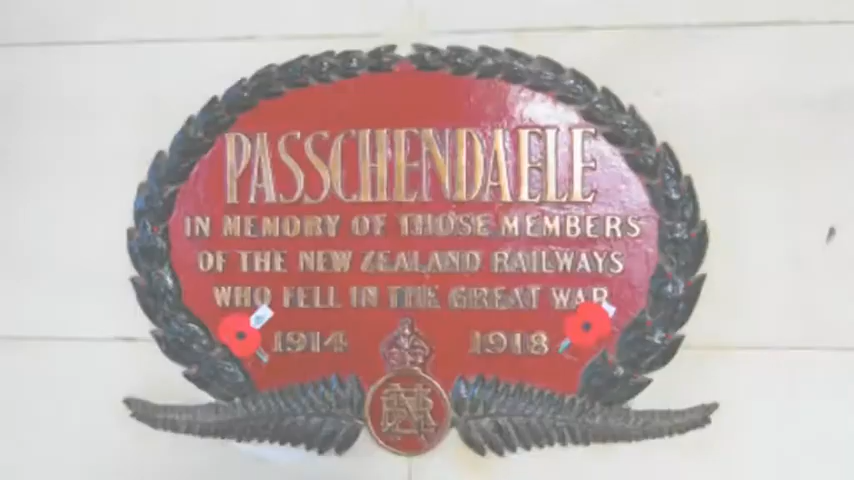 PASSCHENDAELE
IN MEMORY OF THOSE MEMBERS
OF THE NEW ZEALAND RAILWAYS
WHO FELL IN THE GREAT WAR
1914 1918
NZR